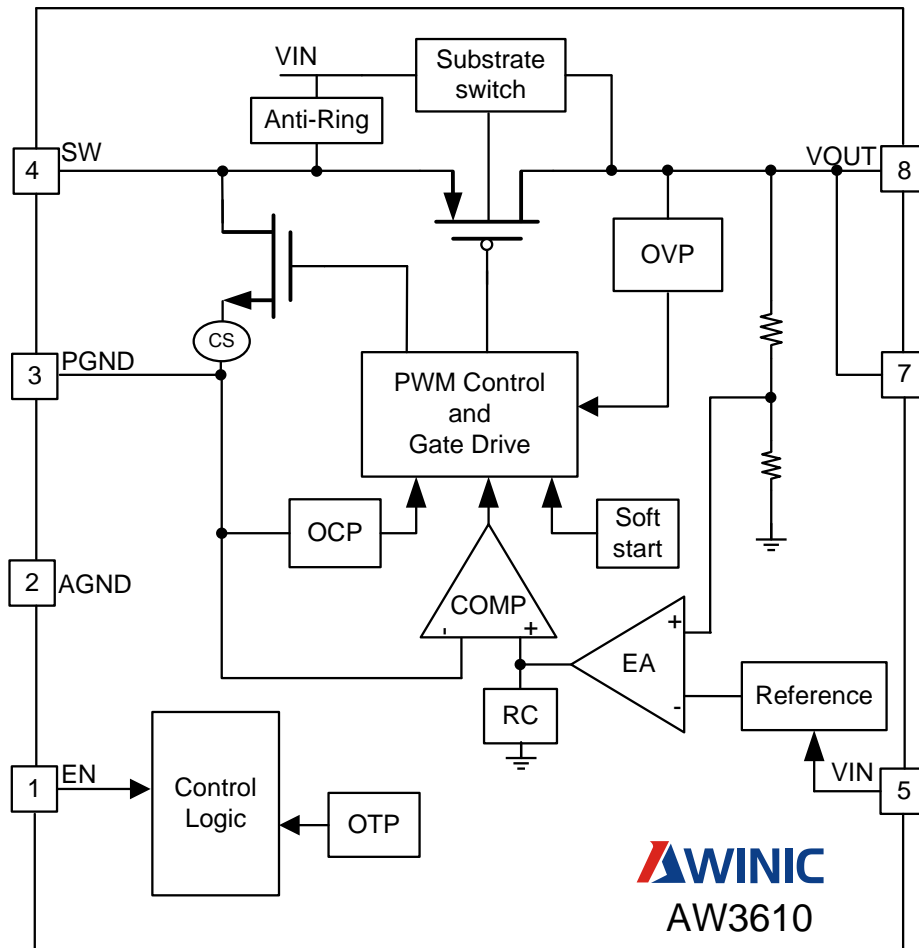 VIN
Substrate
switch
Anti-Ring
SW
4
VOUT
8
OVP
CS
PGND
3
7
PWM Control
and
Gate Drive
OCP
Soft
start
2
AGND
COMP
- +
+
EA
-
Reference
RC
EN
1
VIN
5
Control
Logic
OTP
AWINIC
AW3610